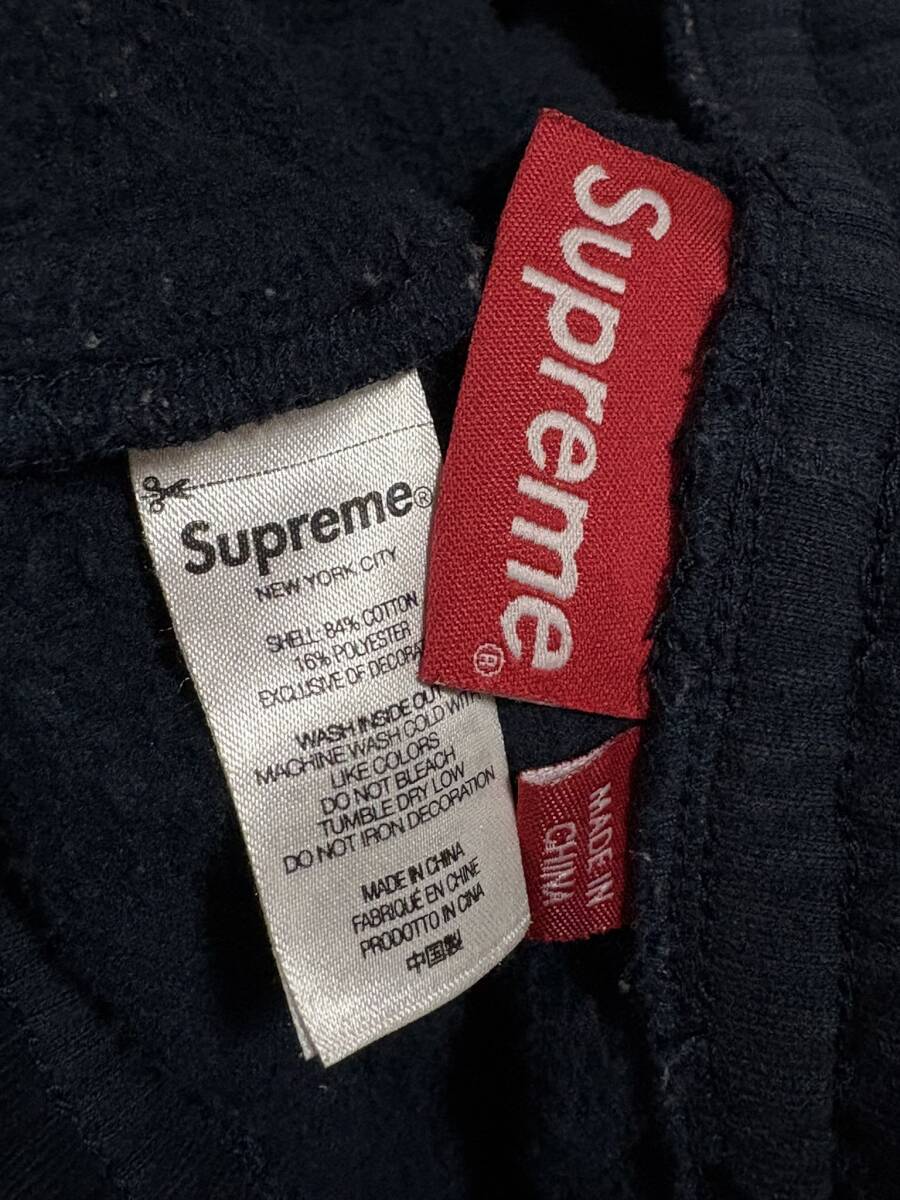 Supreme®
Supreme®
NEW YORK CITY
SHELL: 84% COTTON
16% POLYESTER
EXCLUSIVE OF
WASH INSIDE OUT
MACHINE WASH COLD WITH
LIKE COLORS
DO NOT BLEACH
TUMBLE DRY LOW
DO NOT IRON DECORATION
MADE IN CHINA
FABRIQUÉ EN CHINE
PRODOTTO IN CINA
中国製
MADE IN
CHINA